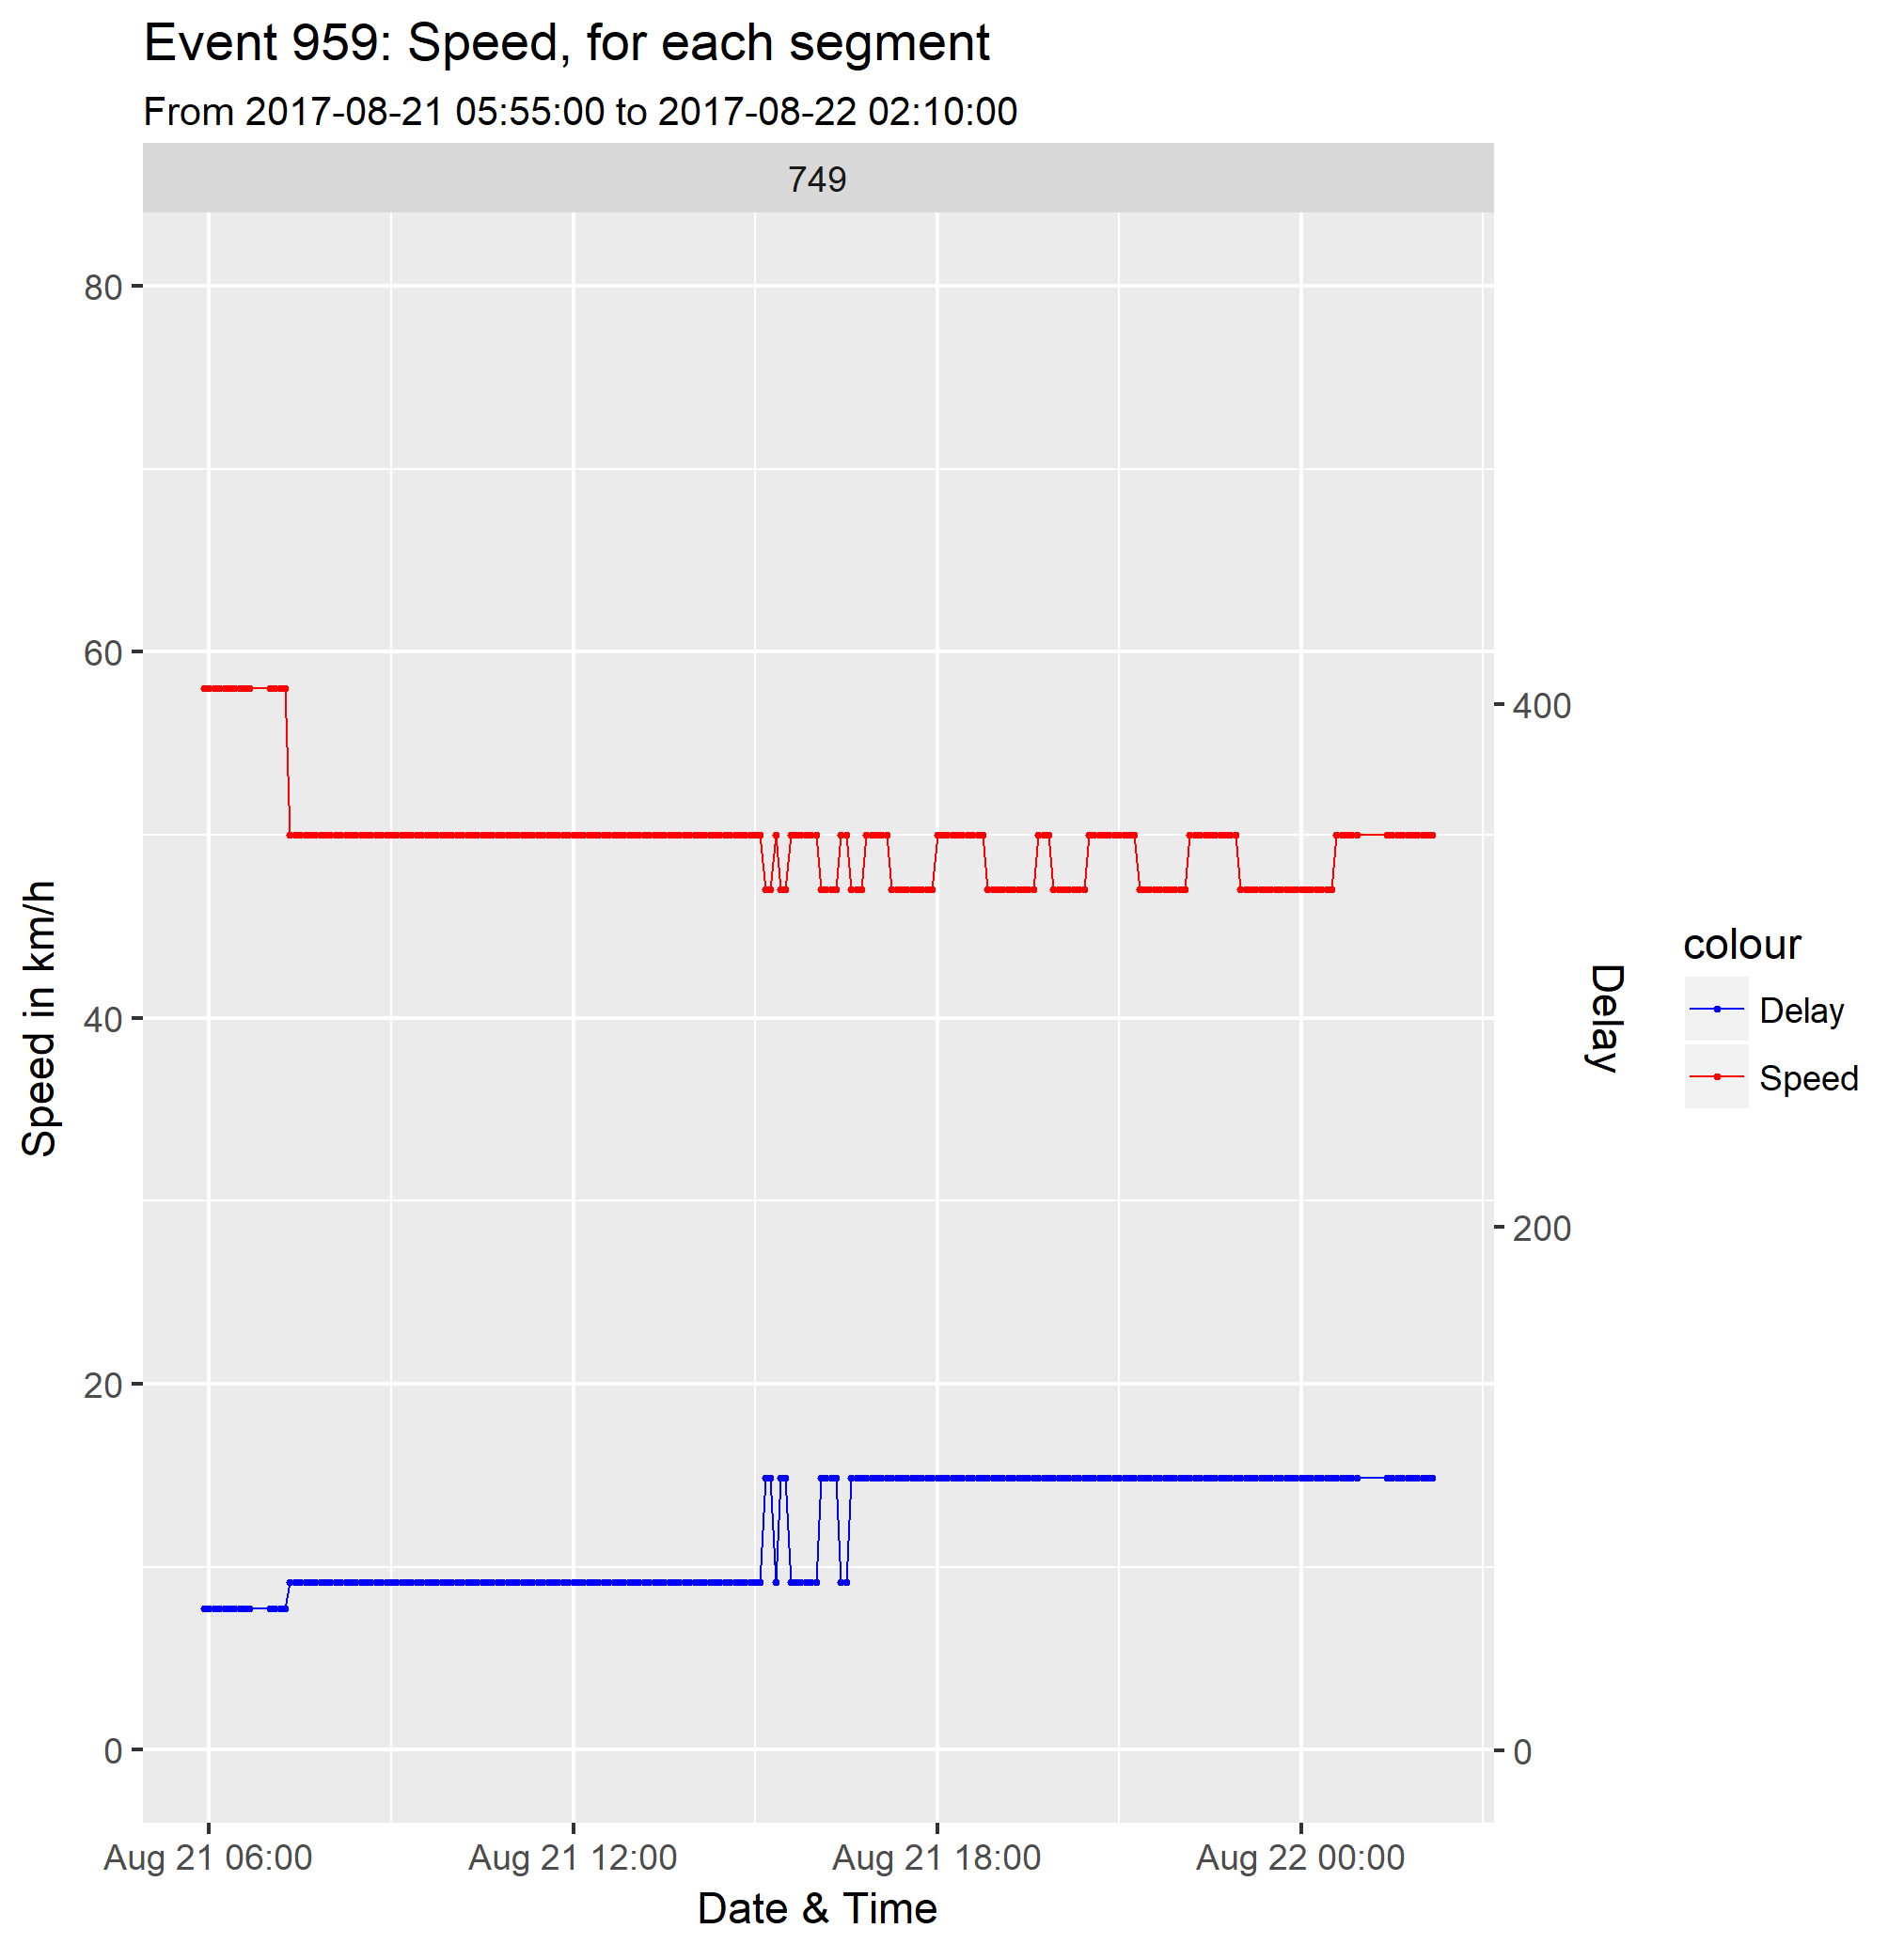 Event 959: Speed, for each segment
From 2017-08-21 05:55:00 to 2017-08-22 02:10:00
749
80
60
40
20
0
Speed in km/h
400
200
0
Delay
colour
Delay
Speed
Aug 21 06:00
Aug 21 12:00
Aug 21 18:00
Aug 22 00:00
Date & Time